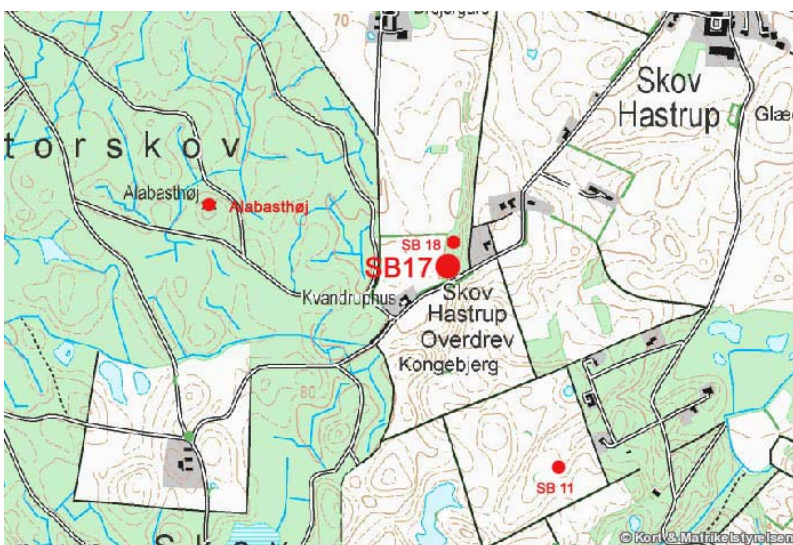 70
Skov
Hastrup
Glæ
torskov
Alabasthøj
Alabasthøj
SB 18
SB17
Kvandruphus
Skov
Hastrup
Overdrev
Kongebjerg
80
SB 11
© Kort & Matrikelstyrelsen